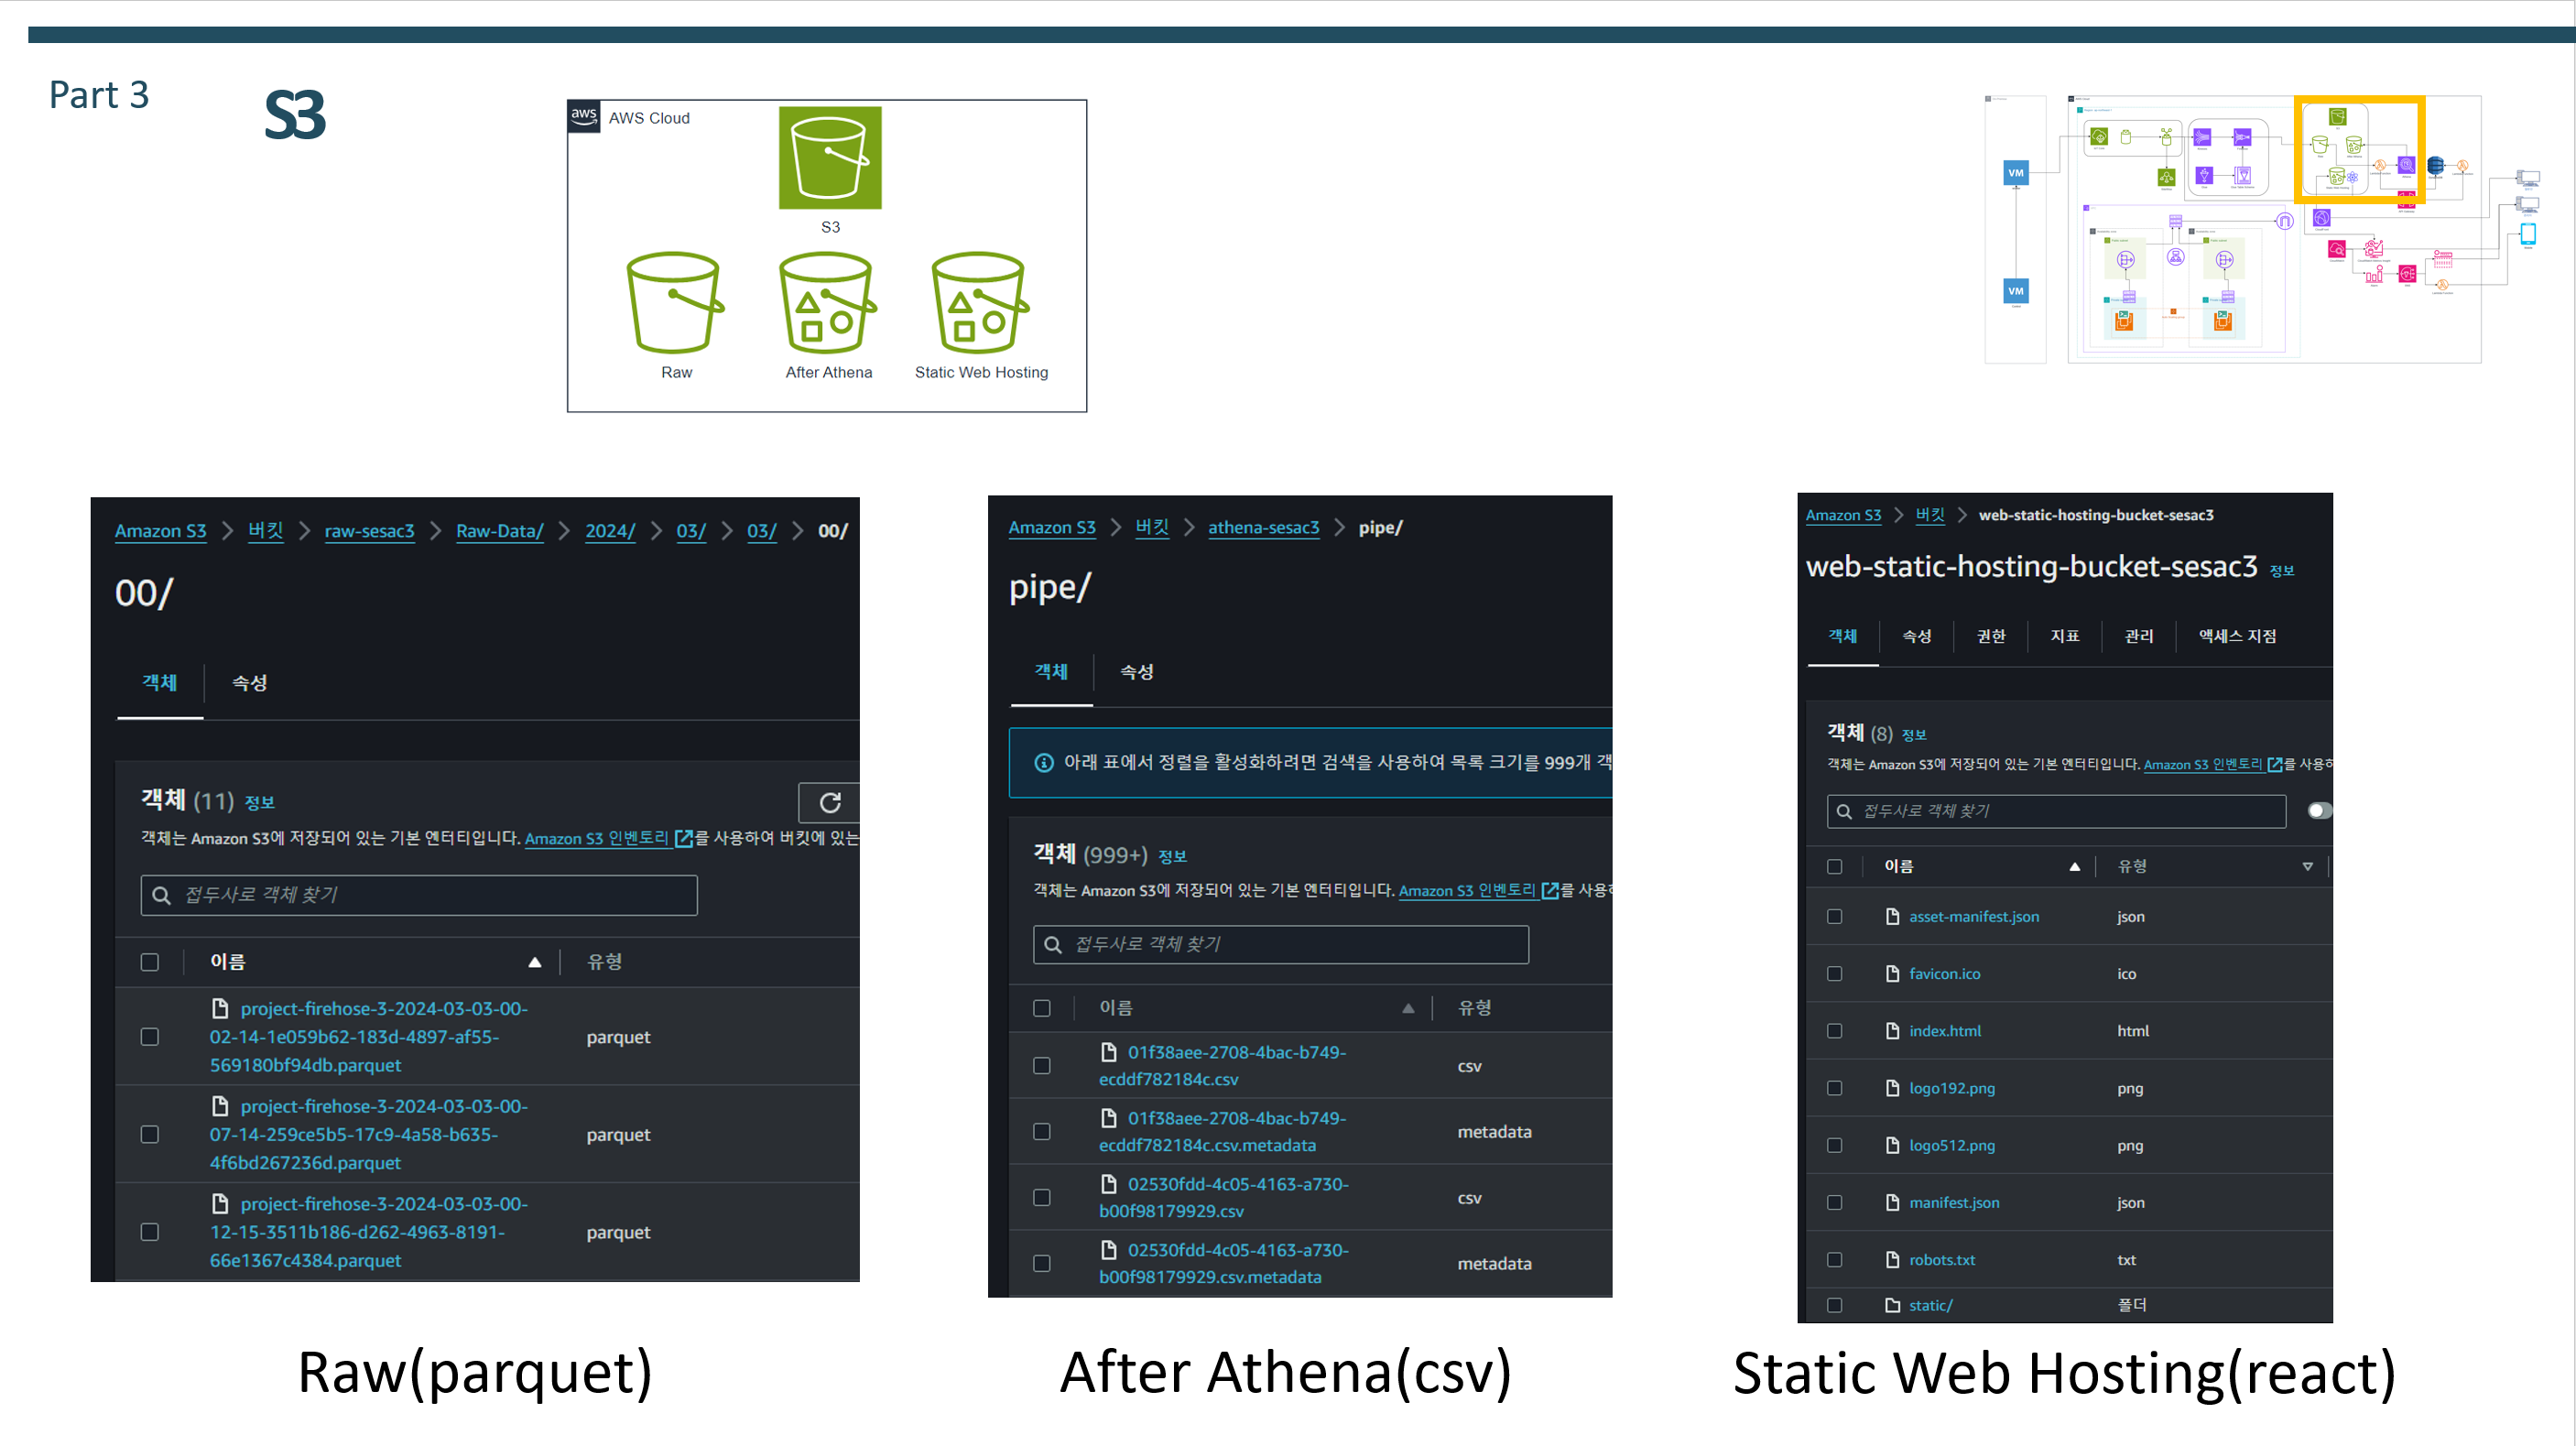 Part 3
S3
aws
AWS Cloud
S3
Raw
After Athena
Static Web Hosting
VM
VM
Amazon S3 > 버킷 > raw-sesac3 > Raw-Data/ > 2024/ > 03/ > 03/ > 00/
00/
객체
속성
객체 (11) 정보
객체는 Amazon S3에 저장되어 있는 기본 엔터티입니다. Amazon S3 인벤토리 를 사용하여 버킷에 있는
접두사로 객체 찾기
이름
유형
project-firehose-3-2024-03-03-00-
02-14-1e059b62-183d-4897-af55-
569180bf94db.parquet
parquet
project-firehose-3-2024-03-03-00-
07-14-259ce5b5-17c9-4a58-b635-
4f6bd267236d.parquet
parquet
project-firehose-3-2024-03-03-00-
12-15-3511b186-d262-4963-8191-
66e1367c4384.parquet
parquet
Raw(parquet)
Amazon S3 > 버킷 > athena-sesac3 > pipe/
pipe/
객체
속성
아래 표에서 정렬을 활성화하려면 검색을 사용하여 목록 크기를 999개 객
객체 (999+) 정보
객체는 Amazon S3에 저장되어 있는 기본 엔터티입니다. Amazon S3 인벤토리 를 사용
접두사로 객체 찾기
이름
유형
01f38aee-2708-4bac-b749-
ecddf782184c.csv
csv
01f38aee-2708-4bac-b749-
ecddf782184c.csv.metadata
metadata
02530fdd-4c05-4163-a730-
b00f98179929.csv
csv
02530fdd-4c05-4163-a730-
b00f98179929.csv.metadata
metadata
After Athena(csv)
Amazon S3 > 버킷 > web-static-hosting-bucket-sesac3
web-static-hosting-bucket-sesac3 정보
객체
속성
권한
지표
관리
액세스 지점
객체 (8) 정보
객체는 Amazon S3에 저장되어 있는 기본 엔터티입니다. Amazon S3 인벤토리 를 사용하
접두사로 객체 찾기
이름
유형
asset-manifest.json
json
favicon.ico
ico
index.html
html
logo192.png
png
logo512.png
png
manifest.json
json
robots.txt
txt
static/
폴더
Static Web Hosting(react)